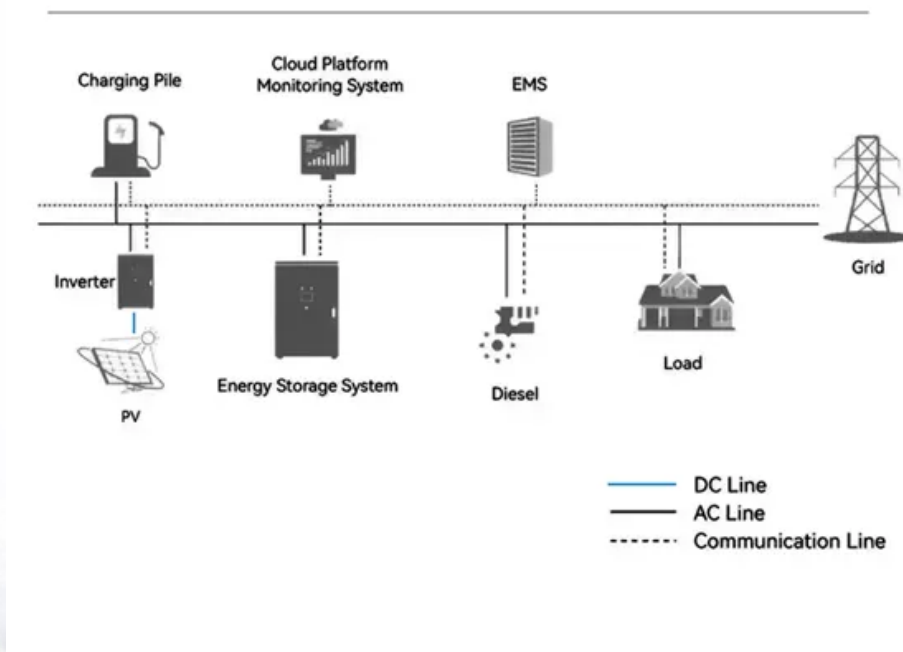 Charging Pile
Cloud Platform
Monitoring System
EMS
Inverter
Grid
Load
Energy Storage System
Diesel
PV
DC Line
AC Line
Communication Line